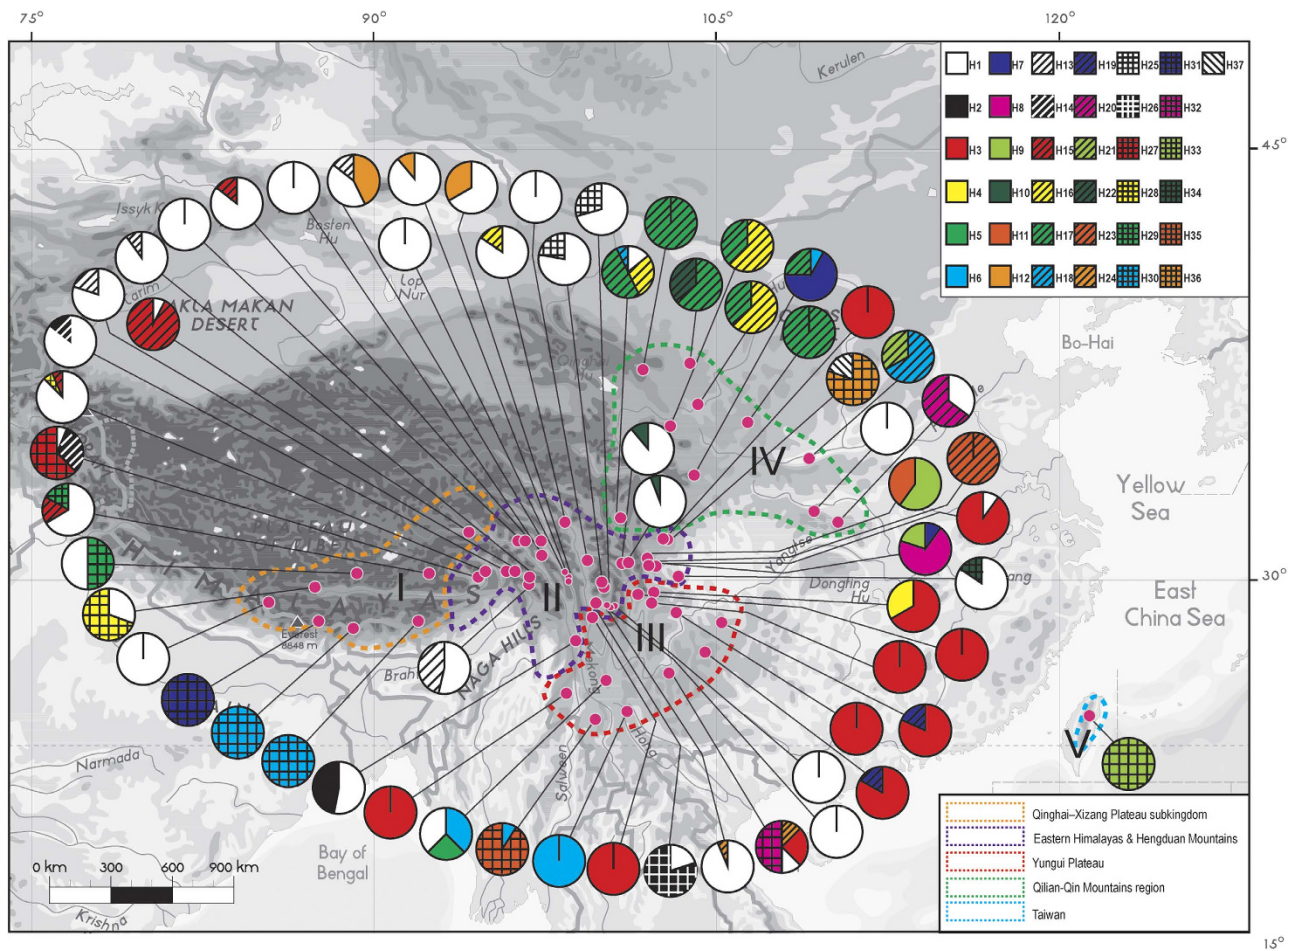 75°
90°
105°
120°
45°
30°
15°
Kerulen
Issyk K
Bosten
Hu
Lop
Nur
Tarim
AKLA MAKAN
DESERT
Bo-Hai
Yellow
Sea
East
China Sea
Yangtse
Dongting
Hu
HIMALAYAS
Everest
8848 m
NAGA HILLS
Brah
Mekong
Salween
Hong
Narmada
Krishna
Bay of
Bengal
I
II
III
IV
V
H1 H7 H13 H19 H25 H31 H37
H2 H8 H14 H20 H26 H32
H3 H9 H15 H21 H27 H33
H4 H10 H16 H22 H28 H34
H5 H11 H17 H23 H29 H35
H6 H12 H18 H24 H30 H36
0 km 300 600 900 km
Qinghai–Xizang Plateau subkingdom
Eastern Himalayas & Hengduan Mountains
Yungui Plateau
Qilian-Qin Mountains region
Taiwan